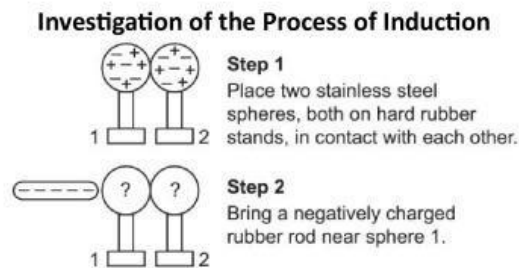 Investigation of the Process of Induction
Step 1
Place two stainless steel
spheres, both on hard rubber
stands, in contact with each other.
1 2
Step 2
Bring a negatively charged
rubber rod near sphere 1.
? ?
1 2